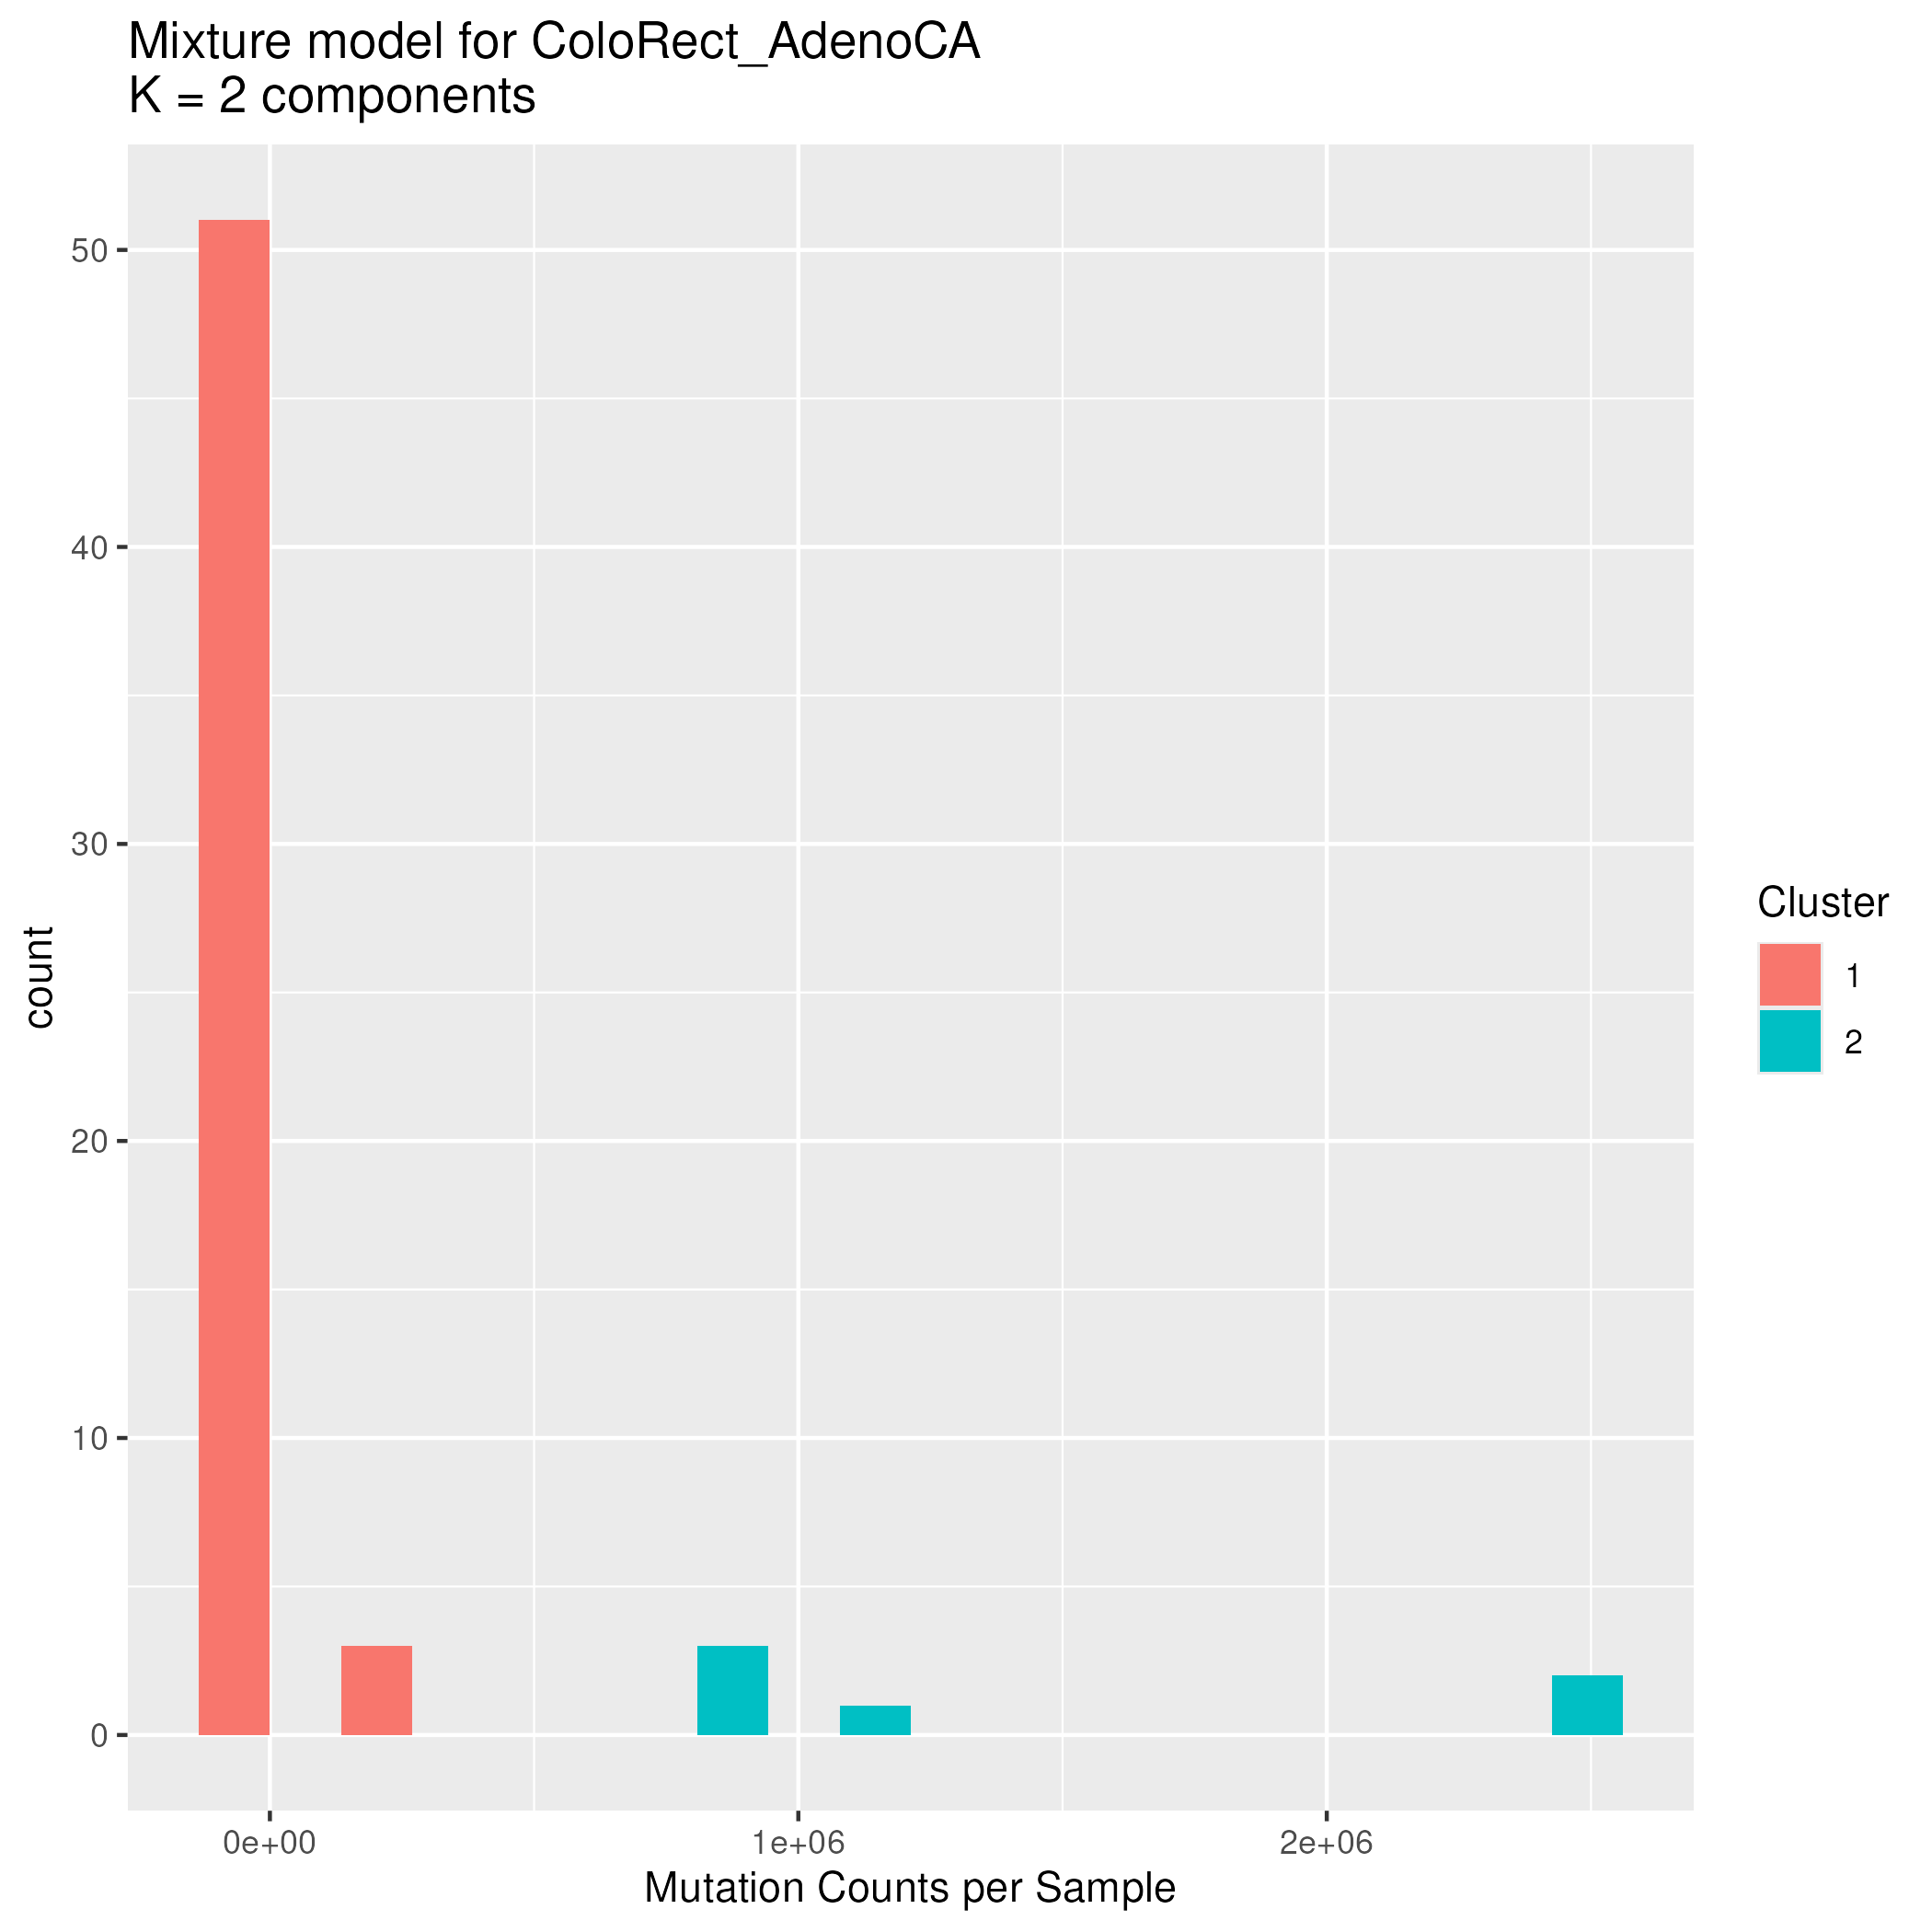 Mixture model for ColoRect_AdenoCA
K = 2 components
50
40
30
20
10
0
count
0e+00
1e+06
2e+06
Mutation Counts per Sample
Cluster
1
2